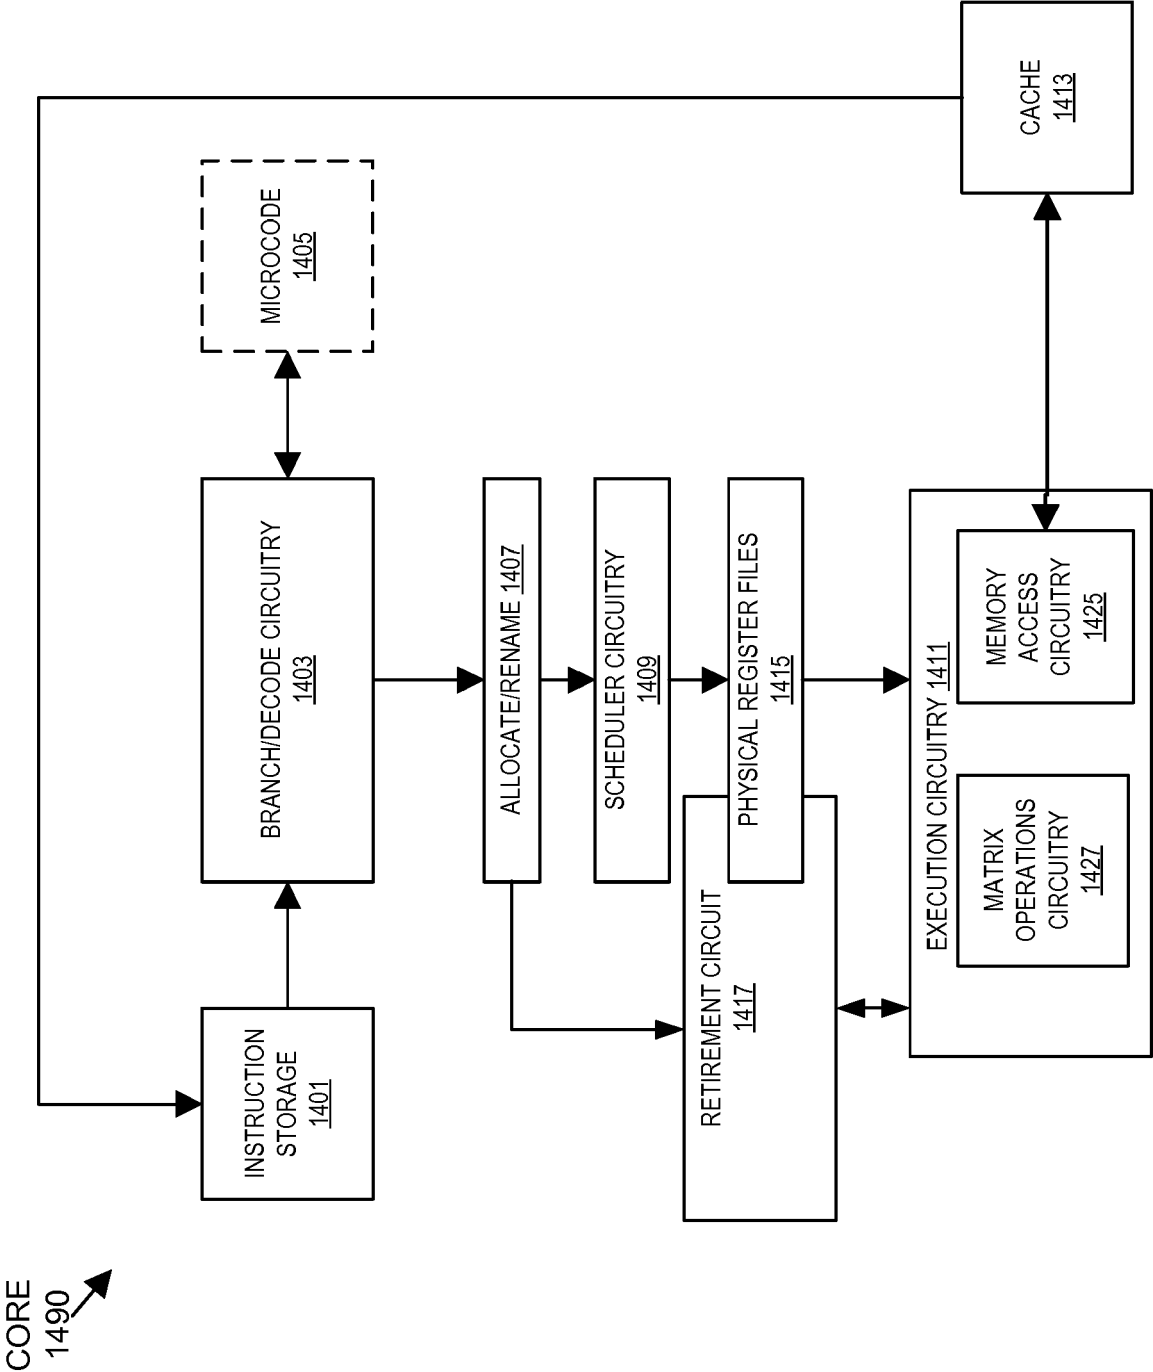 CORE
1490
INSTRUCTION
STORAGE
1401
BRANCH/DECODE CIRCUITRY
1403
MICROCODE
1405
ALLOCATE/RENAME 1407
SCHEDULER CIRCUITRY
1409
PHYSICAL REGISTER FILES
1415
RETIREMENT CIRCUIT
1417
EXECUTION CIRCUITRY 1411
MATRIX
OPERATIONS
CIRCUITRY
1427
MEMORY
ACCESS
CIRCUITRY
1425
CACHE
1413